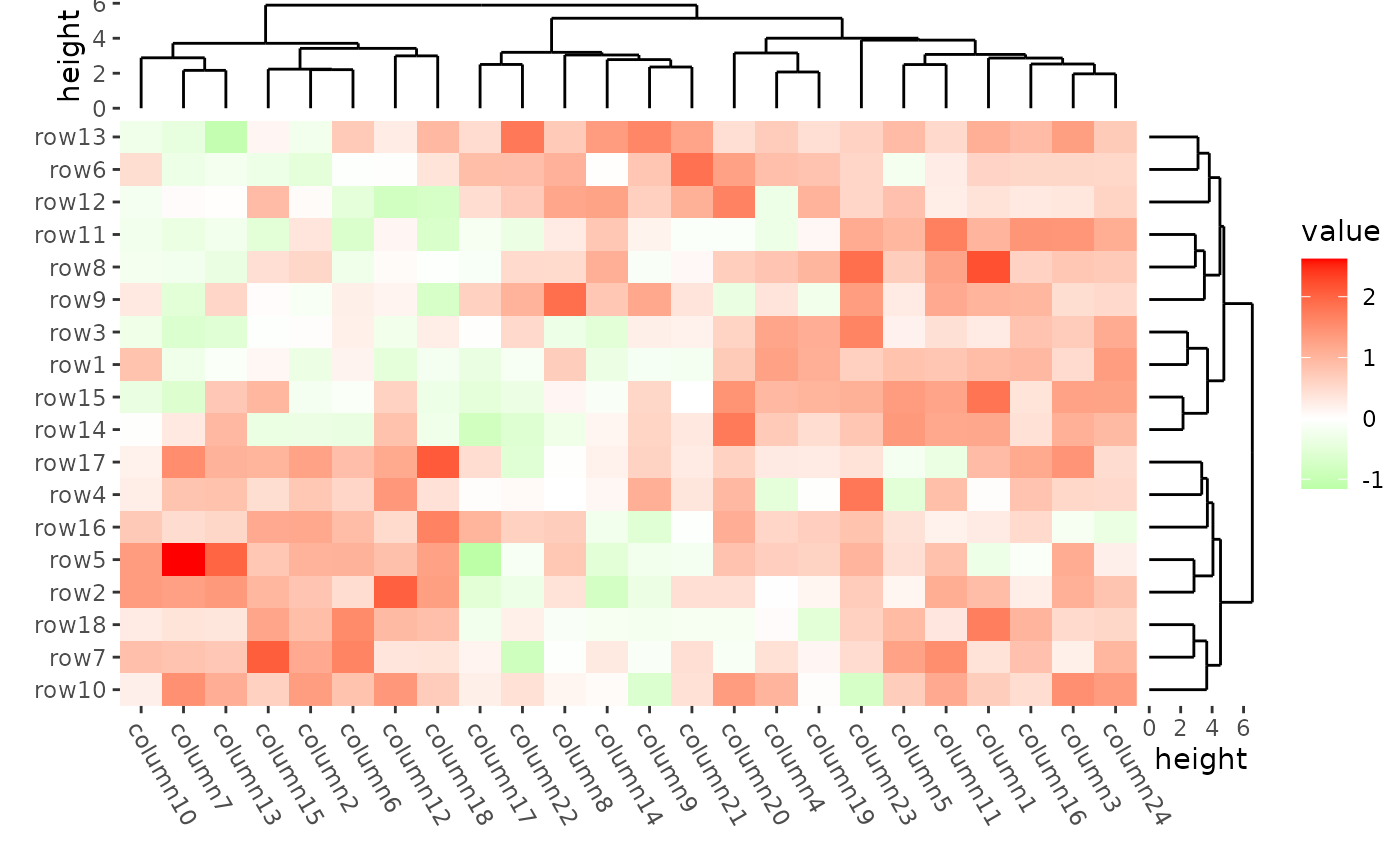 height
6
4
2
0
row13
row6
row12
row11
row8
row9
row3
row1
row15
row14
row17
row4
row16
row5
row2
row18
row7
row10
column10
column7
column13
column15
column2
column6
column12
column18
column17
column22
column8
column14
column9
column21
column20
column4
column19
column23
column5
column11
column1
column16
column3
column24
0 2 4 6
height
value
2
1
0
-1